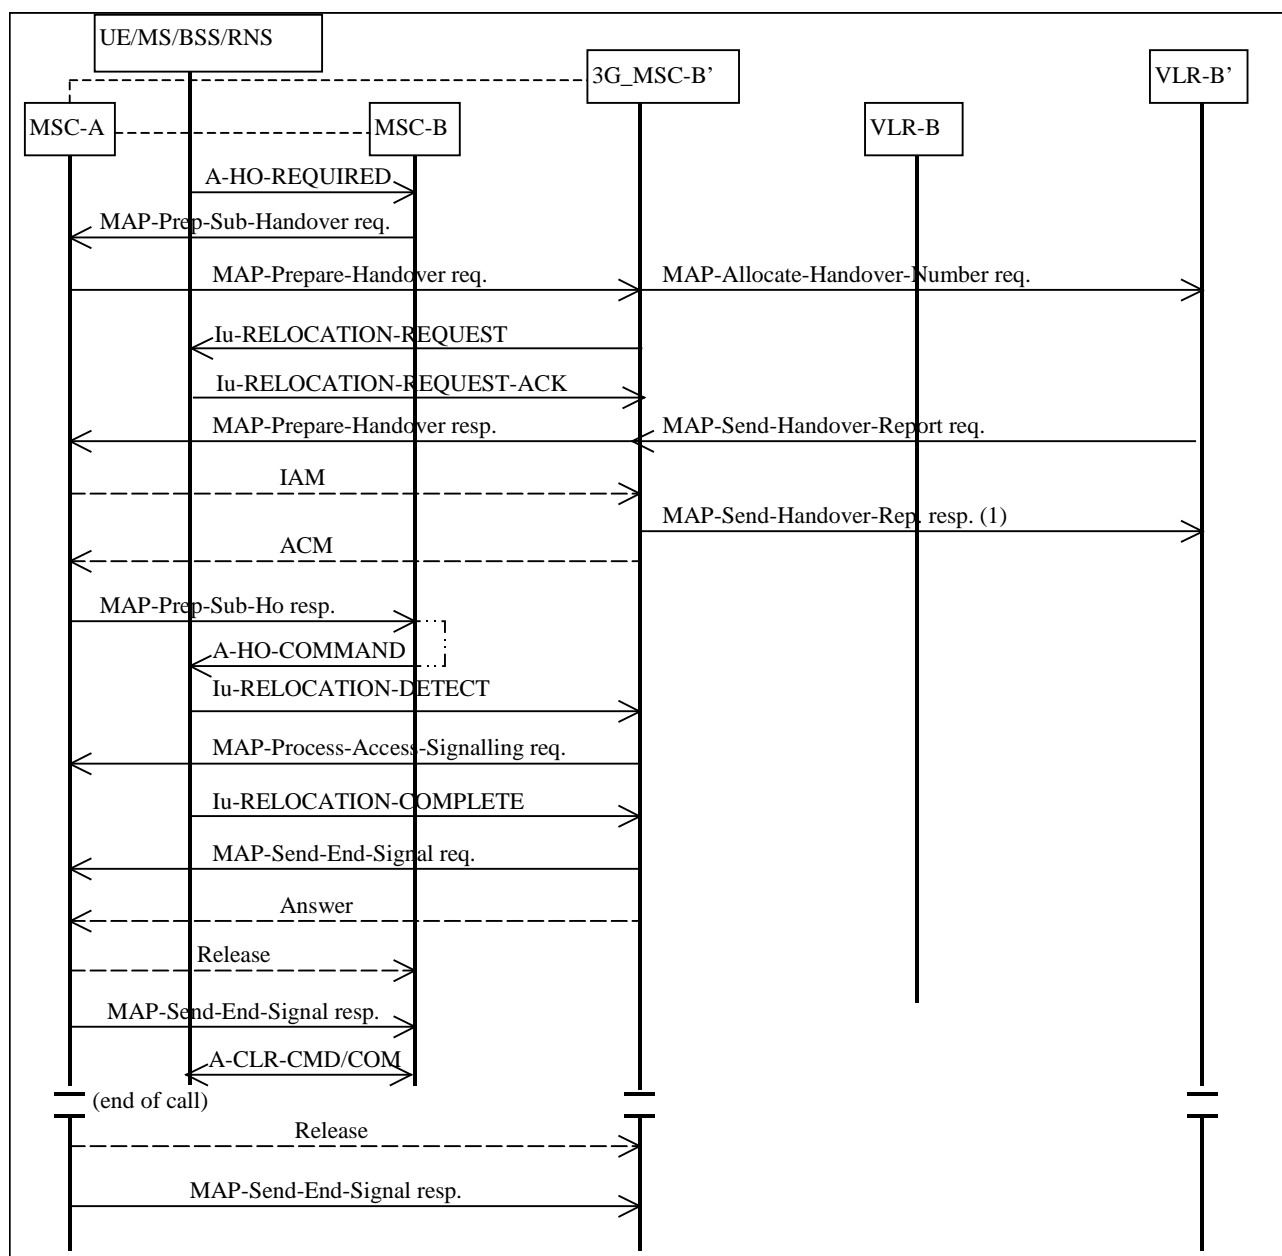 UE/MS/BSS/RNS
3G_MSC-B’
VLR-B’
MSC-A
MSC-B
VLR-B
A-HO-REQUIRED
MAP-Prep-Sub-Handover req.
MAP-Prepare-Handover req.
MAP-Allocate-Handover-Number req.
Iu-RELOCATION-REQUEST
Iu-RELOCATION-REQUEST-ACK
MAP-Prepare-Handover resp.
MAP-Send-Handover-Report req.
IAM
MAP-Send-Handover-Rep. resp. (1)
ACM
MAP-Prep-Sub-Ho resp.
A-HO-COMMAND
Iu-RELOCATION-DETECT
MAP-Process-Access-Signalling req.
Iu-RELOCATION-COMPLETE
MAP-Send-End-Signal req.
Answer
Release
MAP-Send-End-Signal resp.
A-CLR-CMD/COM
(end of call)
Release
MAP-Send-End-Signal resp.